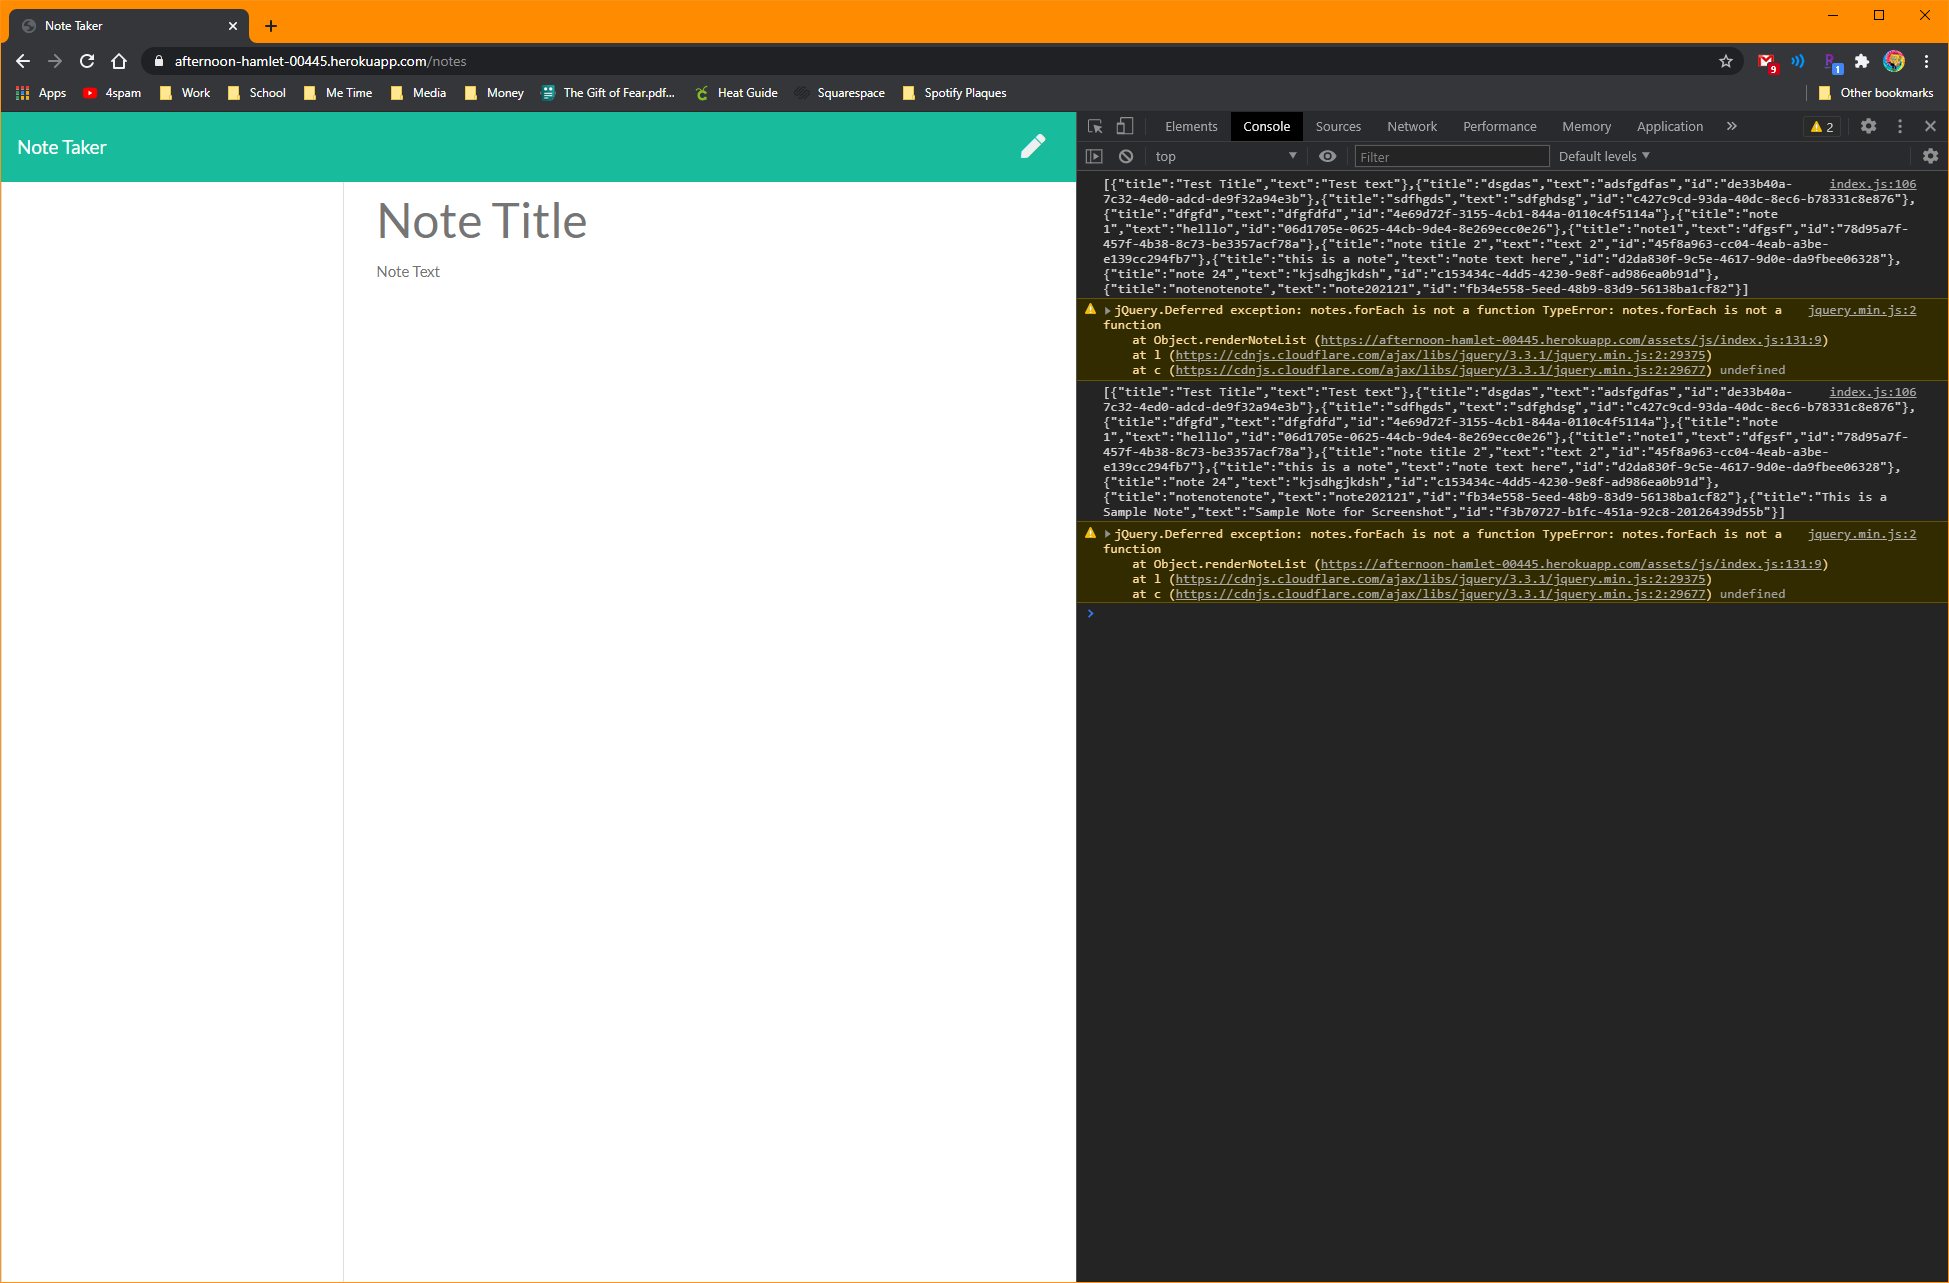 Note Taker
afternoon-hamlet-00445.herokuapp.com/notes
9
1
Apps 4spam Work School Me Time Media Money The Gift of Fear.pdf... Heat Guide Squarespace Spotify Plaques Other bookmarks
Note Taker
Note Title
Note Text
Elements Console Sources Network Performance Memory Application 2
top Filter Default levels
[{"title":"Test Title","text":"Test text"},{"title":"dsgdas","text":"adsfgdfas","id":"de33b40a- index.js:106
7c32-4ed0-adcd-de9f32a94e3b"},{"title":"sdfhgds","text":"sdfghdsg","id":"c427c9cd-93da-40dc-8ec6-b78331c8e876"},
{"title":"dfgfd","text":"dfgfdfd","id":"4e69d72f-3155-4cb1-844a-0110c4f5114a"},{"title":"note
1","text":"helllo","id":"06d1705e-0625-44cb-9de4-8e269ecc0e26"},{"title":"note1","text":"dfgsf","id":"78d95a7f-
457f-4b38-8c73-be3357acf78a"},{"title":"note title 2","text":"text 2","id":"45f8a963-cc04-4eab-a3be-
e139cc294fb7"},{"title":"this is a note","text":"note text here","id":"d2da830f-9c5e-4617-9d0e-da9fbee06328"},
{"title":"note 24","text":"kjsdhgjkdsh","id":"c153434c-4dd5-4230-9e8f-ad986ea0b91d"},
{"title":"notenotenote","text":"note202121","id":"fb34e558-5eed-48b9-83d9-56138ba1cf82"}]
jQuery.Deferred exception: notes.forEach is not a function TypeError: notes.forEach is not a jquery.min.js:2
function
at Object.renderNoteList (https://afternoon-hamlet-00445.herokuapp.com/assets/js/index.js:131:9)
at l (https://cdnjs.cloudflare.com/ajax/libs/jquery/3.3.1/jquery.min.js:2:29375)
at c (https://cdnjs.cloudflare.com/ajax/libs/jquery/3.3.1/jquery.min.js:2:29677) undefined
[{"title":"Test Title","text":"Test text"},{"title":"dsgdas","text":"adsfgdfas","id":"de33b40a- index.js:106
7c32-4ed0-adcd-de9f32a94e3b"},{"title":"sdfhgds","text":"sdfghdsg","id":"c427c9cd-93da-40dc-8ec6-b78331c8e876"},
{"title":"dfgfd","text":"dfgfdfd","id":"4e69d72f-3155-4cb1-844a-0110c4f5114a"},{"title":"note
1","text":"helllo","id":"06d1705e-0625-44cb-9de4-8e269ecc0e26"},{"title":"note1","text":"dfgsf","id":"78d95a7f-
457f-4b38-8c73-be3357acf78a"},{"title":"note title 2","text":"text 2","id":"45f8a963-cc04-4eab-a3be-
e139cc294fb7"},{"title":"this is a note","text":"note text here","id":"d2da830f-9c5e-4617-9d0e-da9fbee06328"},
{"title":"note 24","text":"kjsdhgjkdsh","id":"c153434c-4dd5-4230-9e8f-ad986ea0b91d"},
{"title":"notenotenote","text":"note202121","id":"fb34e558-5eed-48b9-83d9-56138ba1cf82"},{"title":"This is a
Sample Note","text":"Sample Note for Screenshot","id":"f3b70727-b1fc-451a-92c8-20126439d55b"}]
jQuery.Deferred exception: notes.forEach is not a function TypeError: notes.forEach is not a jquery.min.js:2
function
at Object.renderNoteList (https://afternoon-hamlet-00445.herokuapp.com/assets/js/index.js:131:9)
at l (https://cdnjs.cloudflare.com/ajax/libs/jquery/3.3.1/jquery.min.js:2:29375)
at c (https://cdnjs.cloudflare.com/ajax/libs/jquery/3.3.1/jquery.min.js:2:29677) undefined